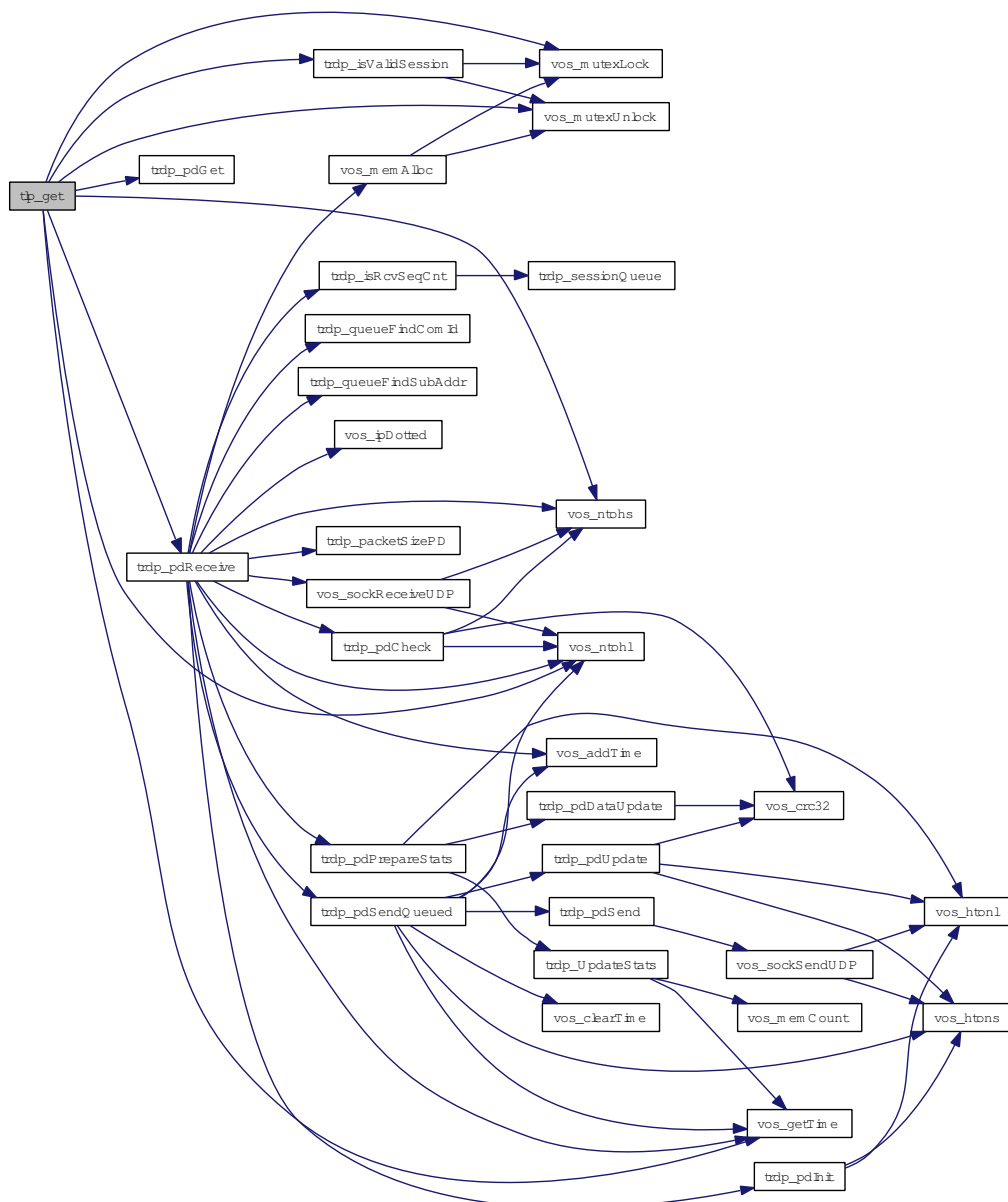 tlp_get
trdp_isValidSession
vos_mutexLock
vos_mutexUnlock
trdp_pdGet
vos_memAlloc
trdp_isRcvSeqCnt
trdp_sessionQueue
trdp_queueFindComId
trdp_queueFindSubAddr
vos_ipDotted
vos_ntohs
trdp_packetSizePD
trdp_pdReceive
vos_sockReceiveUDP
trdp_pdCheck
vos_ntohl
vos_addTime
trdp_pdDataUpdate
vos_crc32
trdp_pdPrepareStats
trdp_pdUpdate
trdp_pdSendQueued
trdp_pdSend
vos_htonl
trdp_UpdateStats
vos_sockSendUDP
vos_clearTime
vos_memCount
vos_htons
vos_getTime
trdp_pdInit